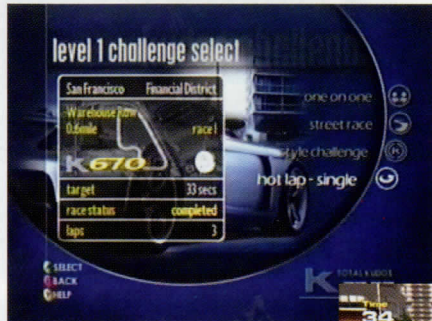 level 1 challenge select
San Francisco Financial District
Warehouse Row
0.6mile race 1
K670
target 33 secs
race status completed
laps 3
one on one
street race
style challenge
hot lap - single
SELECT
BACK
HELP
K TOTAL KUDOS
Time
34